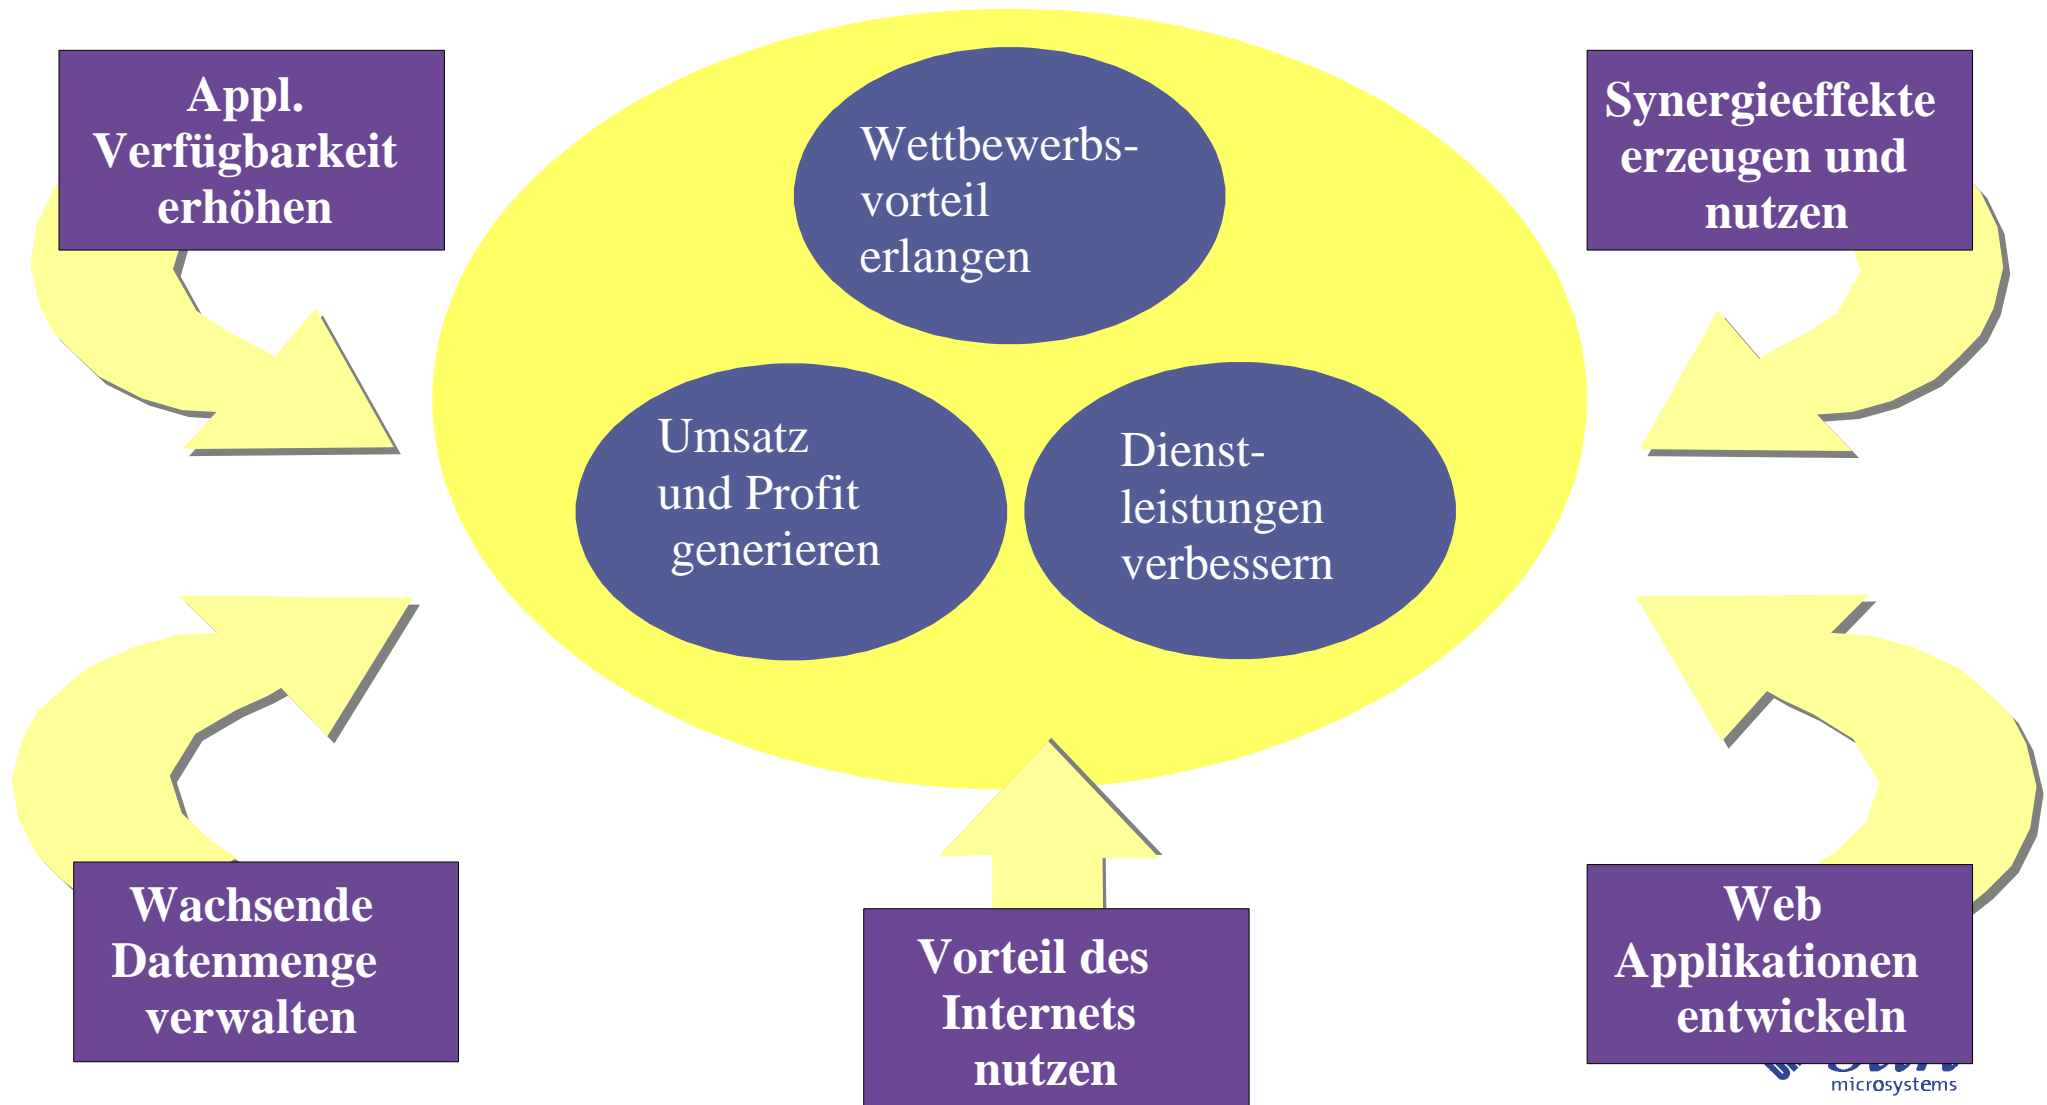 Appl.
Verfügbarkeit
erhöhen
Wettbewerbs-
vorteil
erlangen
Synergieeffekte
erzeugen und
nutzen
Umsatz
und Profit
generieren
Dienst-
leistungen
verbessern
Wachsende
Datenmenge
verwalten
Vorteil des
Internets
nutzen
Web
Applikationen
entwickeln
microsystems